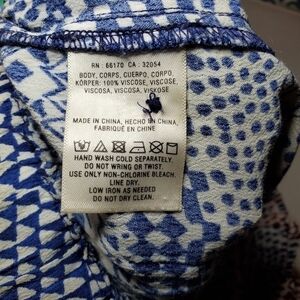 RN : 66170 CA : 32054
BODY, CORPS, CUERPO, CORPO,
KÖRPER: 100% VISCOSE, VISCOSE,
VISCOSA, VISCOSA, VISKOSE
MADE IN CHINA, HECHO EN CHINA,
FABRIQUÉ EN CHINE
HAND WASH COLD SEPARATELY.
DO NOT WRING OR TWIST.
USE ONLY NON-CHLORINE BLEACH.
LINE DRY.
LOW IRON AS NEEDED
DO NOT DRY CLEAN.